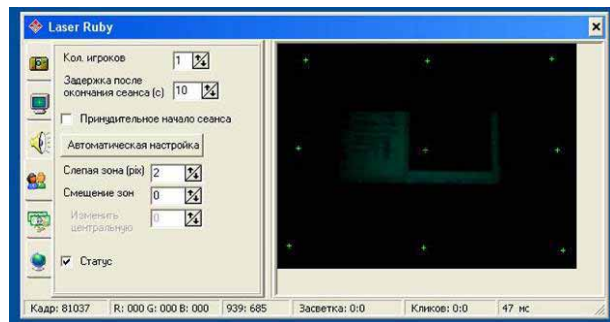 Laser Ruby
Кол. игроков 1
Задержка после
окончания сеанса (с) 10
Принудительное начало сеанса
Автоматическая настройка
Слепая зона (pix) 2
Смещение зон 0
Изменить
центральную 0
Статус
Кадр: 81037 R: 000 G: 000 B: 000 939: 685 Засветка: 0:0 Кликов: 0:0 47 мс